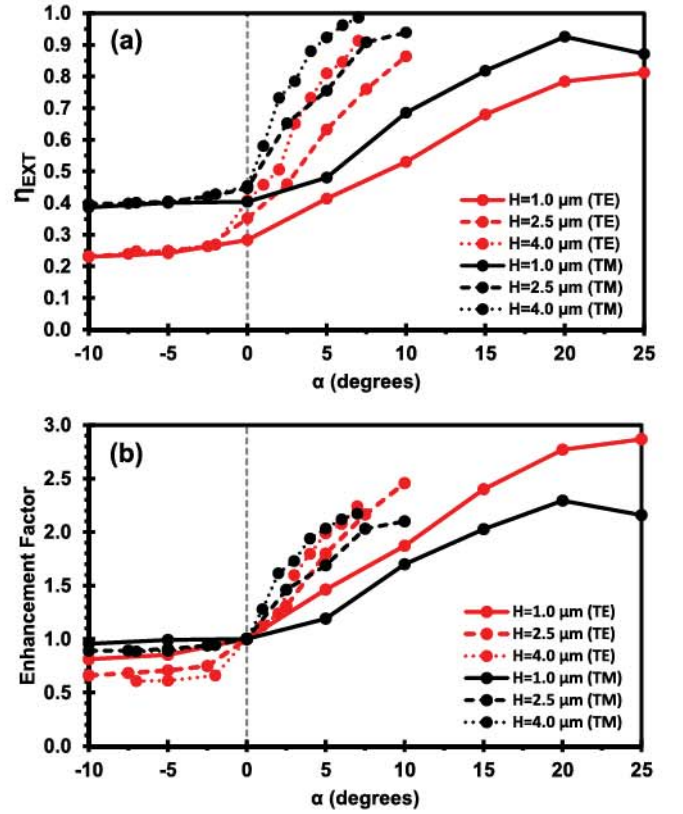 (a)
1.0
0.9
0.8
0.7
0.6
0.5
0.4
0.3
0.2
0.1
0.0
ηEXT
H=1.0 µm (TE)
H=2.5 µm (TE)
H=4.0 µm (TE)
H=1.0 µm (TM)
H=2.5 µm (TM)
H=4.0 µm (TM)
-10 -5 0 5 10 15 20 25
α (degrees)
(b)
3.0
2.5
2.0
1.5
1.0
0.5
0.0
Enhancement Factor
H=1.0 µm (TE)
H=2.5 µm (TE)
H=4.0 µm (TE)
H=1.0 µm (TM)
H=2.5 µm (TM)
H=4.0 µm (TM)
-10 -5 0 5 10 15 20 25
α (degrees)